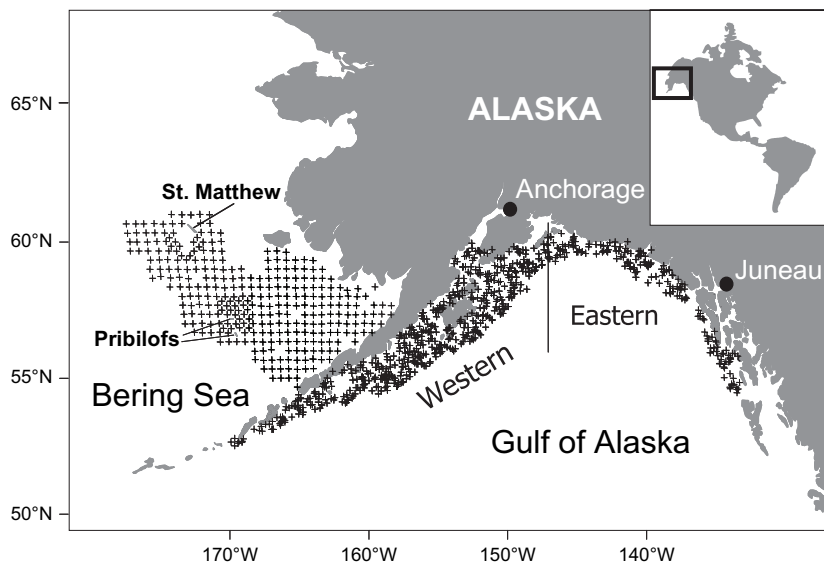 65°N
60°N
55°N
50°N
ALASKA
Anchorage
Juneau
St. Matthew
Pribilofs
Bering Sea
Western
Eastern
Gulf of Alaska
170°W
160°W
150°W
140°W